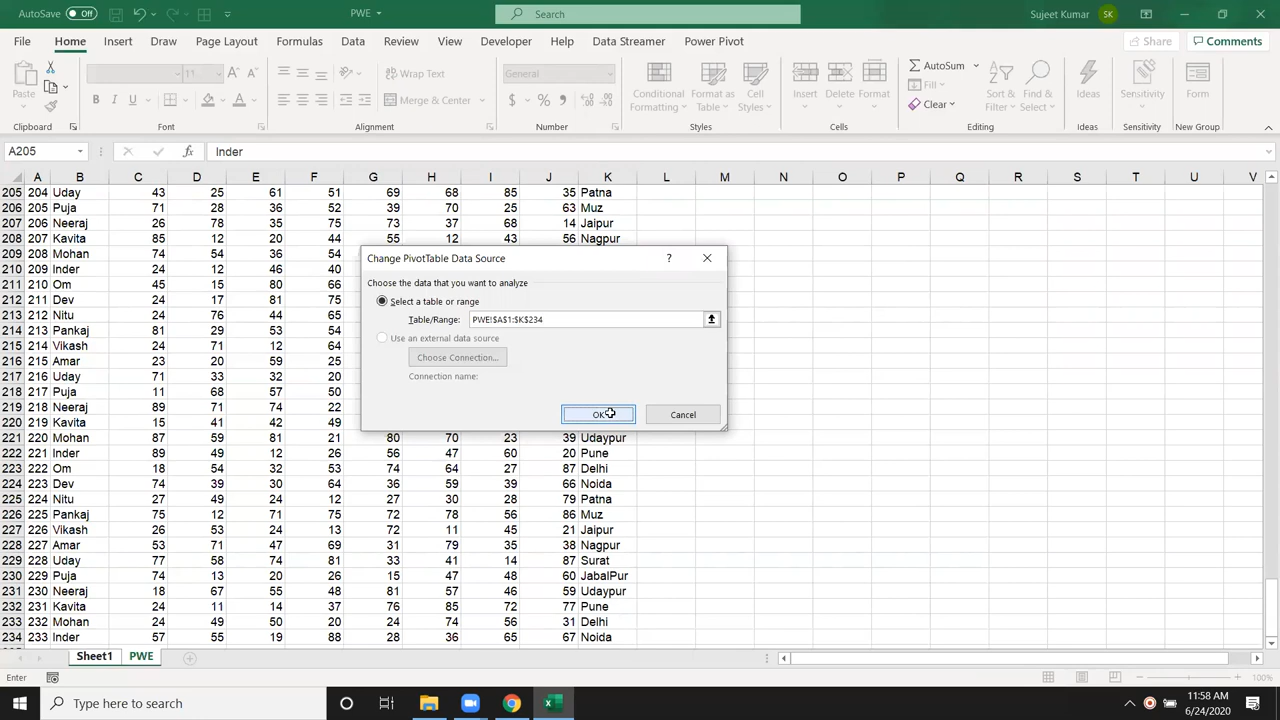 AutoSave Off PWE Search Sujeet Kumar SK
File Home Insert Draw Page Layout Formulas Data Review View Developer Help Data Streamer Power Pivot Share Comments
Paste 11 Wrap Text General Conditional Formatting Format as Table Cell Styles Insert Delete Format AutoSum Sort & Filter Find & Select Ideas Sensitivity Form
B I U Merge & Center $ % Fill Clear
Clipboard Font Alignment Number Styles Cells Editing Ideas Sensitivity New Group
A205 fx Inder
A B C D E F G H I J K L M N O P Q R S T U V
205 204 Uday 43 25 61 51 69 68 85 35 Patna
206 205 Puja 71 28 36 52 39 70 25 63 Muz
207 206 Neeraj 26 78 35 75 73 37 68 14 Jaipur
208 207 Kavita 85 12 20 44 55 12 43 56 Nagpur
209 208 Mohan 74 54 36 54
210 209 Inder 24 12 46 40
211 210 Om 45 15 80 66
212 211 Dev 24 17 81 75
213 212 Nitu 24 76 44 64
214 213 Pankaj 81 29 53 54
215 214 Vikash 31 12 64
216 215 Amar 23 20 59 25
217 216 Uday 71 33 32 20
218 217 Puja 11 68 57 50
219 218 Neeraj 89 71 74 22
220 219 Kavita 15 41 42 49
221 220 Mohan 87 59 81 21 80 70 23 39 Udaypur
222 221 Inder 89 49 12 26 56 47 60 20 Pune
223 222 Om 18 54 32 53 74 64 27 87 Delhi
224 223 Dev 74 39 30 64 36 59 39 66 Noida
225 224 Nitu 27 49 24 12 27 30 28 79 Patna
226 225 Pankaj 75 12 71 75 72 56 56 86 Muz
227 226 Vikash 26 53 24 13 72 11 45 21 Jaipur
228 227 Amar 53 71 47 69 31 79 35 38 Nagpur
229 228 Uday 77 58 74 81 33 41 14 87 Surat
230 229 Puja 74 13 20 26 15 47 48 60 JabalPur
231 230 Neeraj 18 67 55 48 81 57 46 59 Udaypur
232 231 Kavita 24 11 14 37 76 85 72 77 Pune
233 232 Mohan 24 49 50 20 24 74 56 31 Delhi
234 233 Inder 57 55 19 88 28 36 65 67 Noida
Change PivotTable Data Source ?
Choose the data that you want to analyze
Select a table or range
Table/Range: PWE!$A$1:$K$234
Use an external data source
Choose Connection...
Connection name:
OK Cancel
Sheet1 PWE
Enter 100%
Type here to search 11:58 AM
6/24/2020